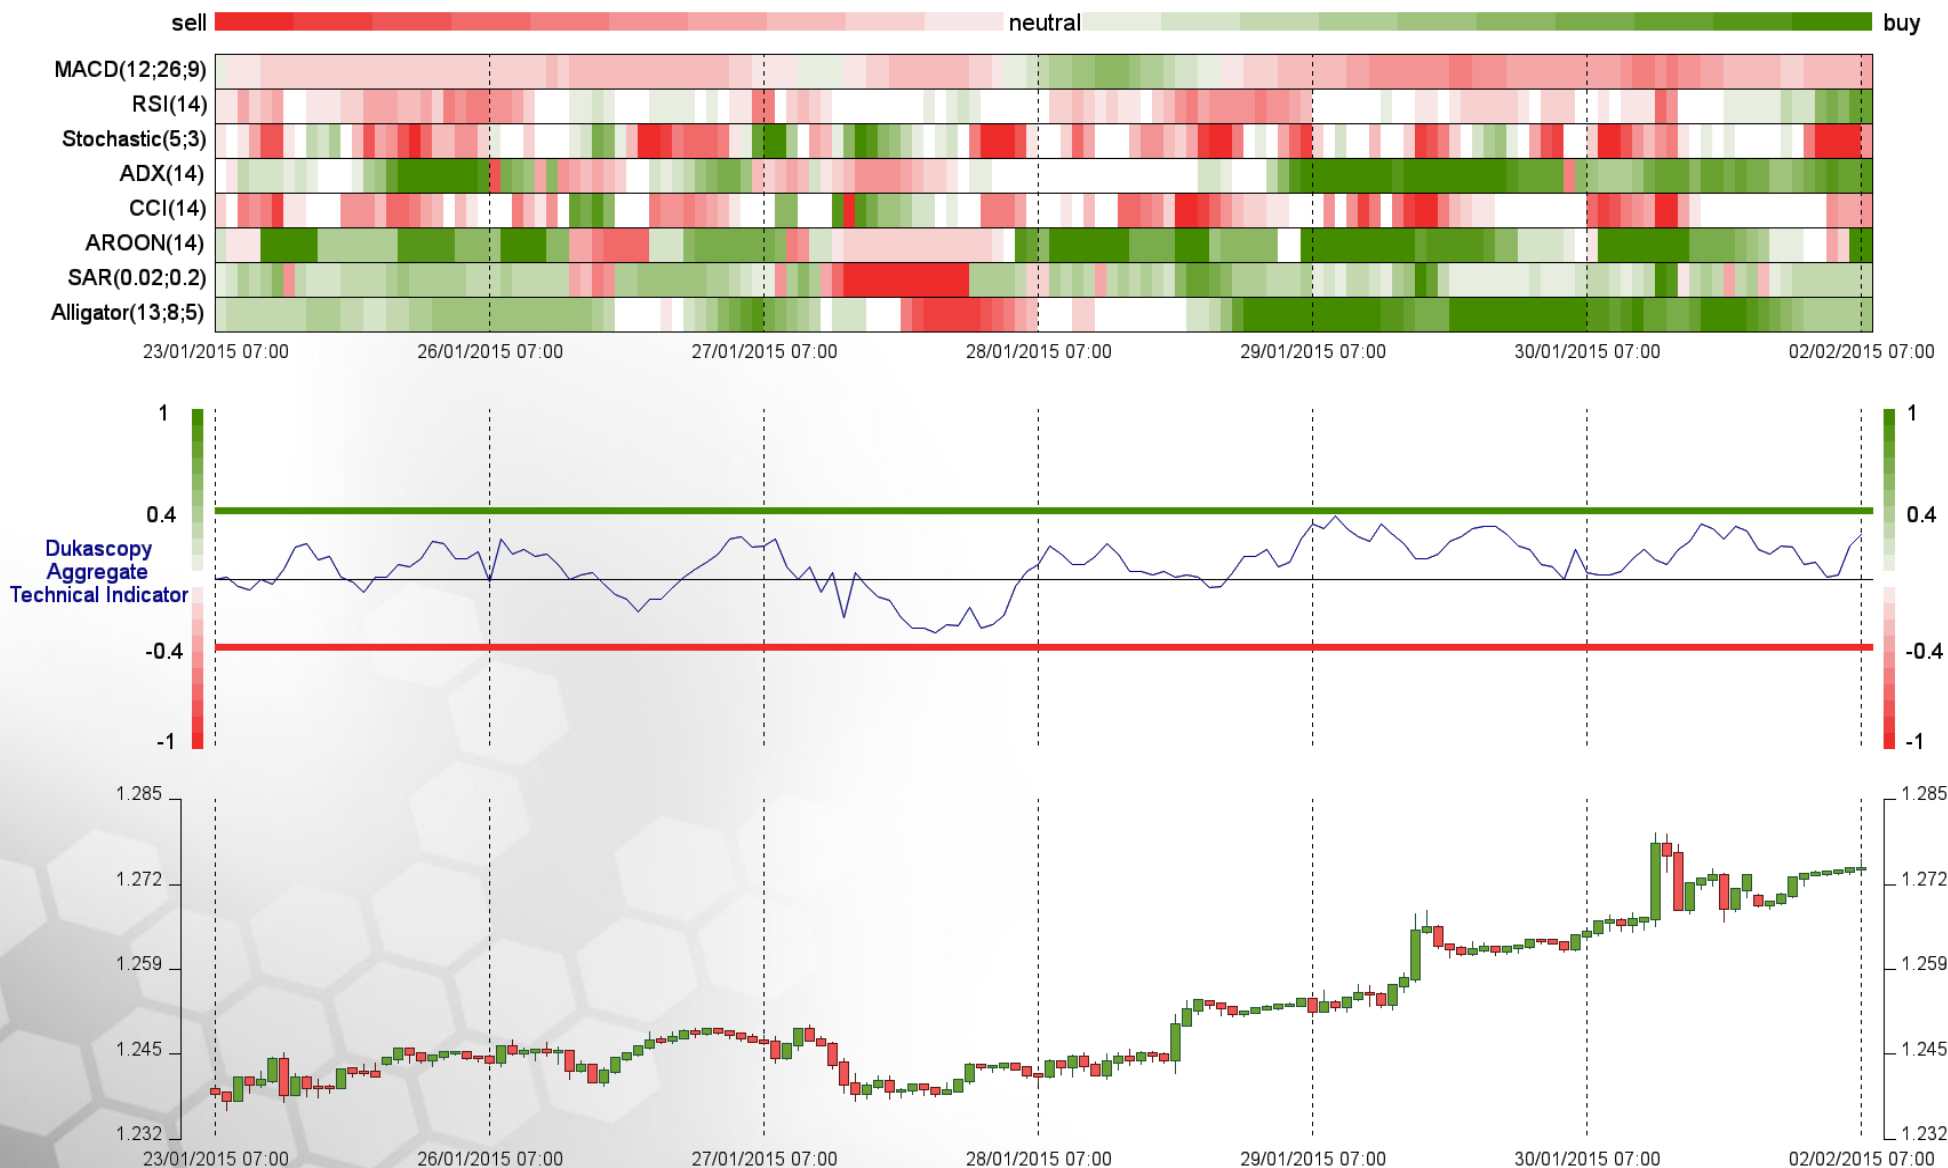 sell neutral buy
MACD(12;26;9)
RSI(14)
Stochastic(5;3)
ADX(14)
CCI(14)
AROON(14)
SAR(0.02;0.2)
Alligator(13;8;5)
23/01/2015 07:00 26/01/2015 07:00 27/01/2015 07:00 28/01/2015 07:00 29/01/2015 07:00 30/01/2015 07:00 02/02/2015 07:00
1 1
0.4 0.4
Dukascopy
Aggregate
Technical Indicator
-0.4 -0.4
-1 -1
1.285 1.285
1.272 1.272
1.259 1.259
1.245 1.245
1.232 1.232
23/01/2015 07:00 26/01/2015 07:00 27/01/2015 07:00 28/01/2015 07:00 29/01/2015 07:00 30/01/2015 07:00 02/02/2015 07:00